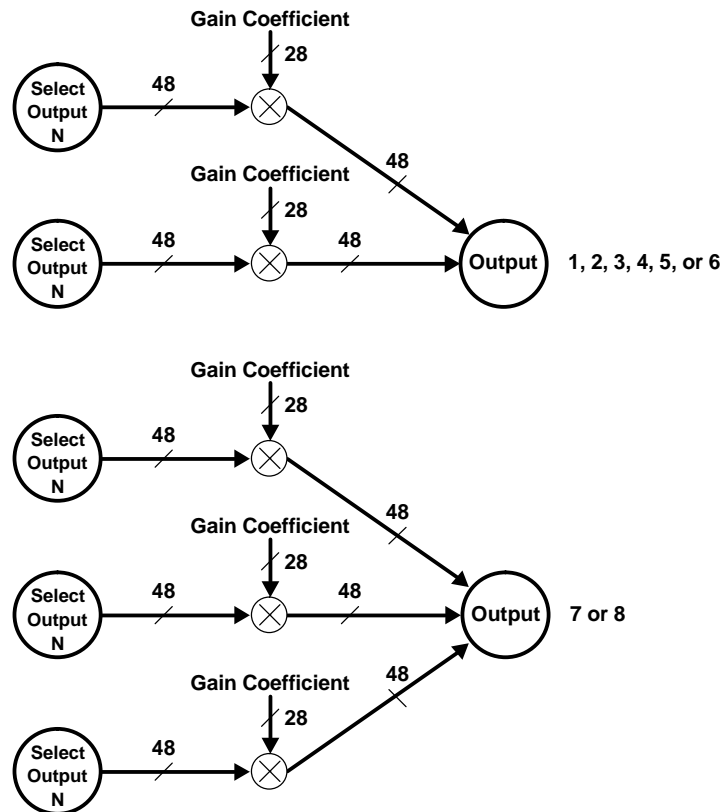 Gain Coefficient
28
48
Select
Output
N
48
Gain Coefficient
28
48
48
Select
Output
N
Output
1, 2, 3, 4, 5, or 6
Gain Coefficient
28
48
Select
Output
N
48
Gain Coefficient
28
48
48
Select
Output
N
Output
7 or 8
Gain Coefficient
48
28
48
Select
Output
N